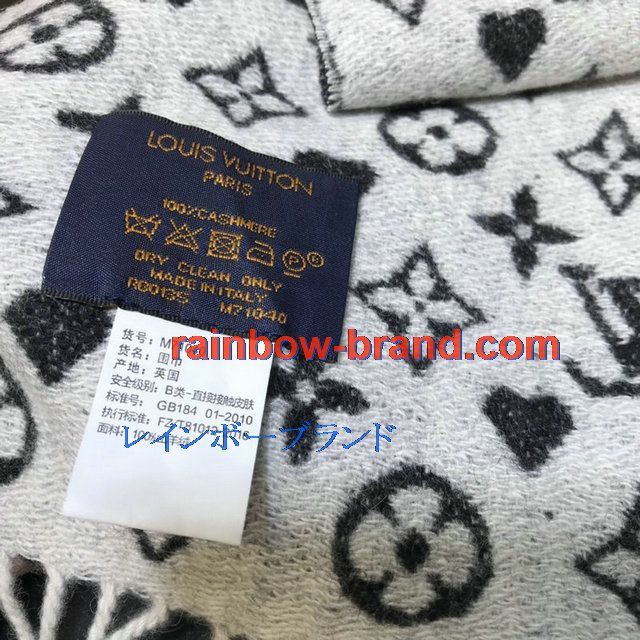 LOUIS VUITTON
PARIS
100%CASHMERE
DRY CLEAN ONLY
MADE IN ITALY
M71040
rainbow-brand.com
货号: M
货名: 围巾
产地: 英国
安全级别: B类-直接接触皮肤
标准号: GB184 01-2010
执行标准:
レインボーブランド
面料: